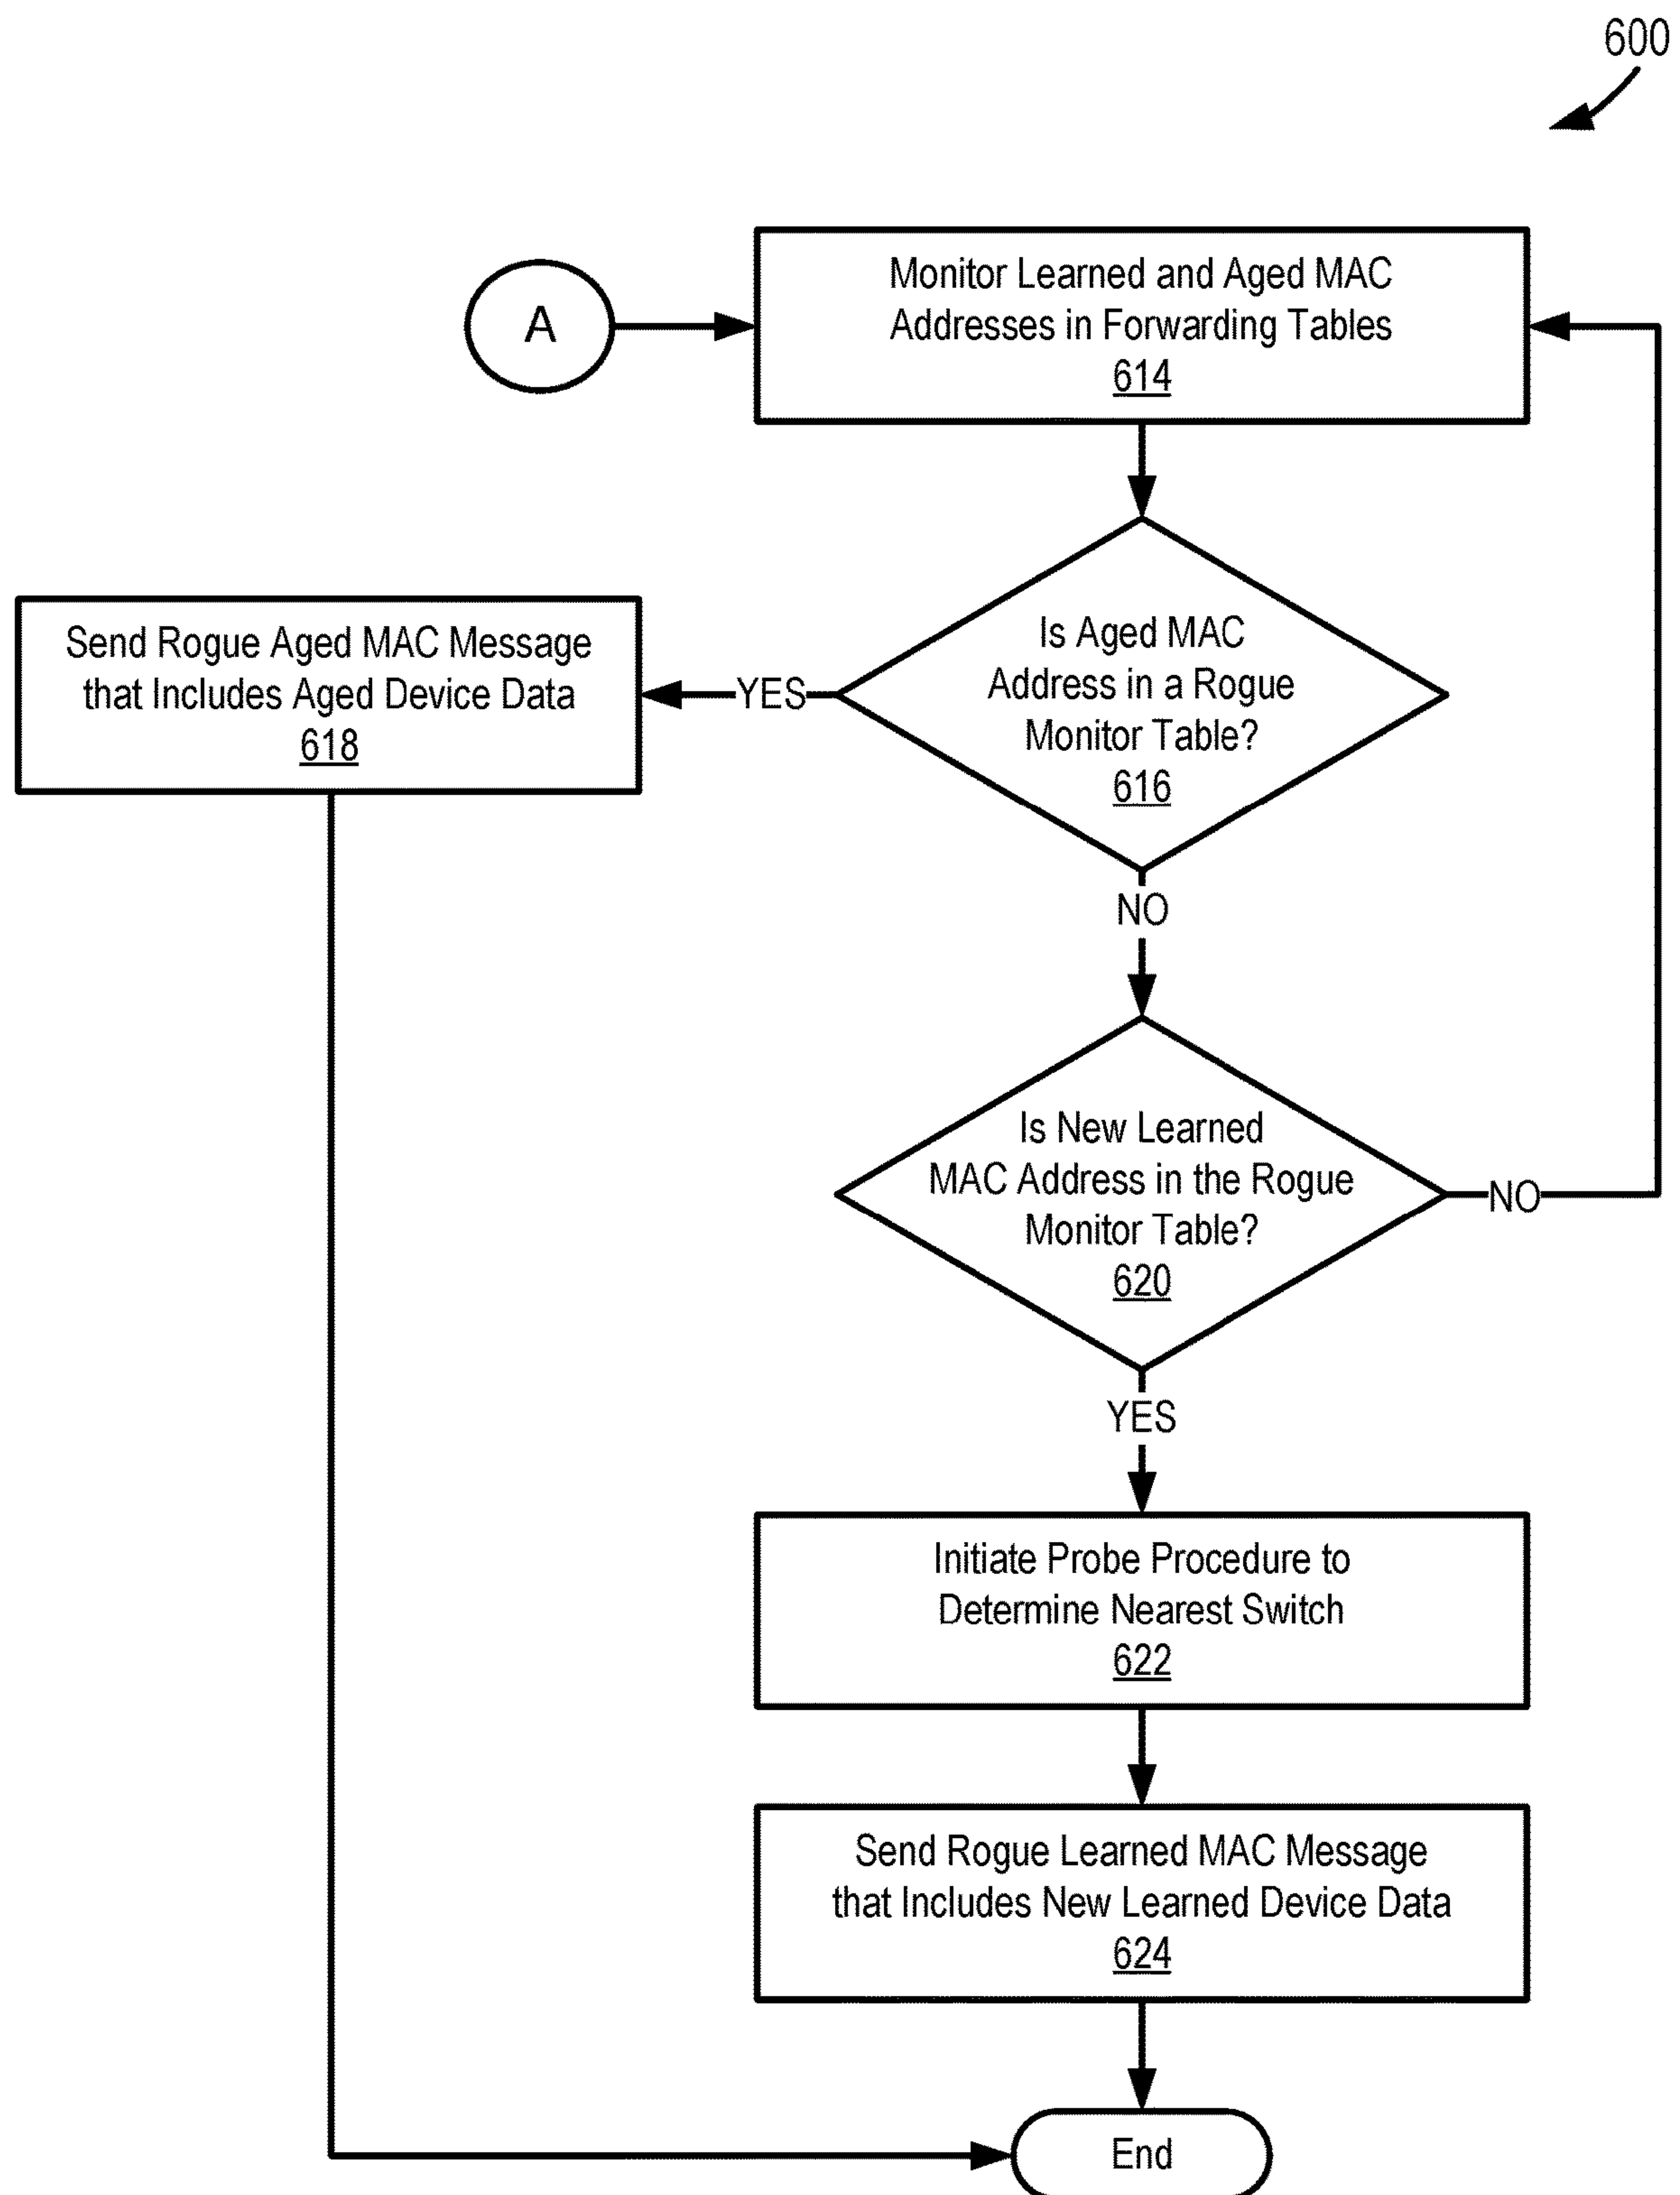 600
A
Monitor Learned and Aged MAC
Addresses in Forwarding Tables
614
Is Aged MAC
Address in a Rogue
Monitor Table?
616
YES
Send Rogue Aged MAC Message
that Includes Aged Device Data
618
NO
Is New Learned
MAC Address in the Rogue
Monitor Table?
620
NO
YES
Initiate Probe Procedure to
Determine Nearest Switch
622
Send Rogue Learned MAC Message
that Includes New Learned Device Data
624
End